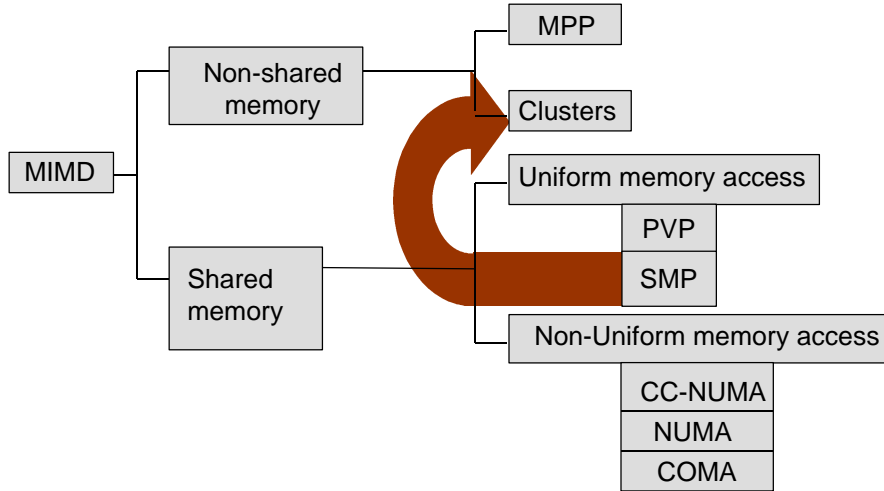 MPP
Non-shared
memory
Clusters
MIMD
Uniform memory access
PVP
Shared
memory
SMP
Non-Uniform memory access
CC-NUMA
NUMA
COMA